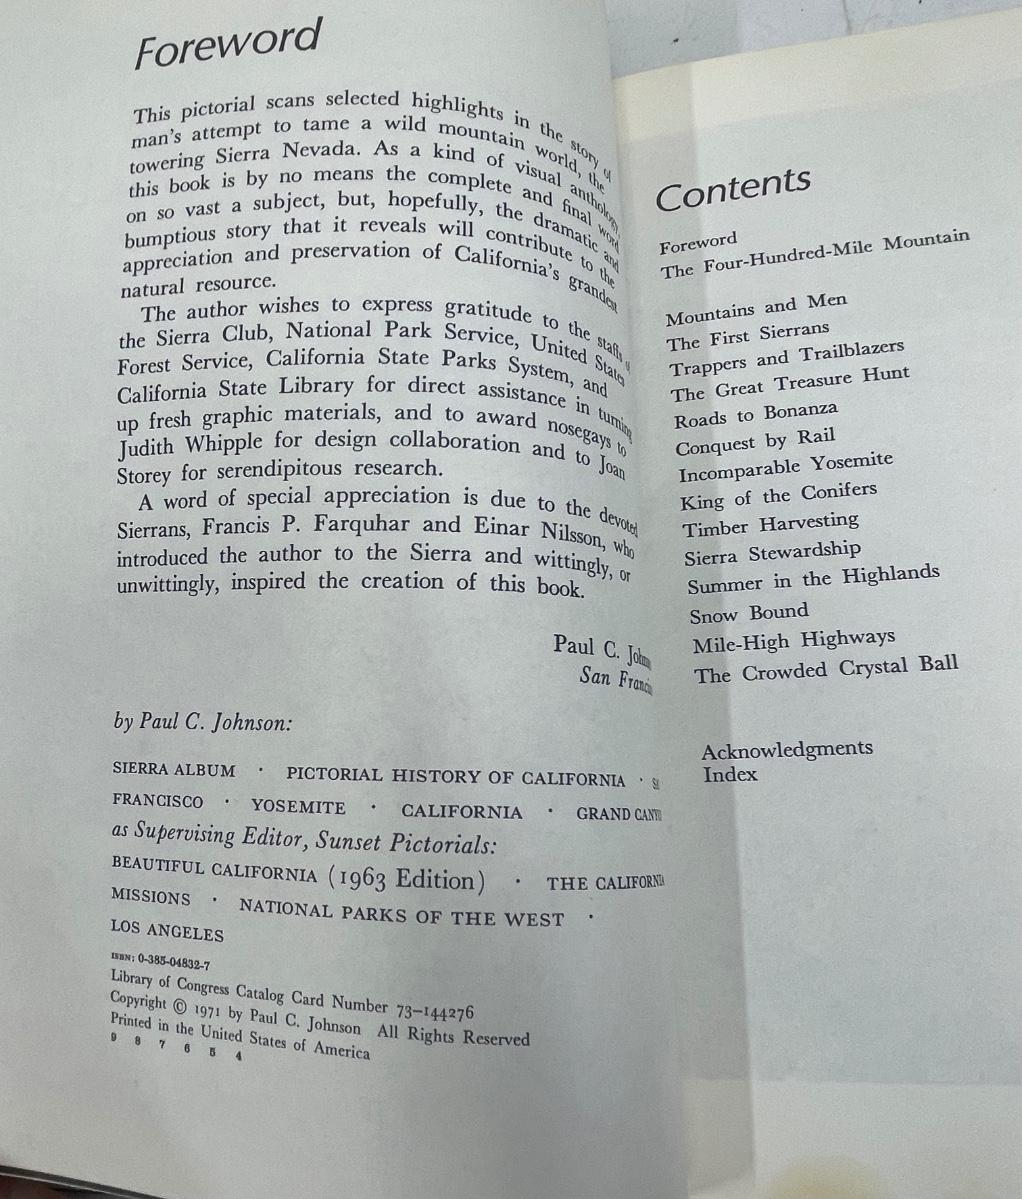 Foreword
This pictorial scans selected highlights in the story of
man's attempt to tame a wild mountain world, the
towering Sierra Nevada. As a kind of visual anthology,
this book is by no means the complete and final word
on so vast a subject, but, hopefully, the dramatic and
bumptious story that it reveals will contribute to the
appreciation and preservation of California's grandest
natural resource.
The author wishes to express gratitude to the staffs of
the Sierra Club, National Park Service, United States
Forest Service, California State Parks System, and
California State Library for direct assistance in turning
up fresh graphic materials, and to award nosegays to
Judith Whipple for design collaboration and to Joan
Storey for serendipitous research.
A word of special appreciation is due to the devoted
Sierrans, Francis P. Farquhar and Einar Nilsson, who
introduced the author to the Sierra and wittingly, or
unwittingly, inspired the creation of this book.
Paul C.
San
by Paul C. Johnson:
SIERRA ALBUM · PICTORIAL HISTORY OF CALIFORNIA ·
FRANCISCO · YOSEMITE · CALIFORNIA · GRAND
as Supervising Editor, Sunset Pictorials:
BEAUTIFUL CALIFORNIA (1963 Edition) · THE CALIFORNIA
MISSIONS · NATIONAL PARKS OF THE WEST ·
LOS ANGELES
ISBN: 0-385-04832-7
Library of Congress Catalog Card Number 73–144276
Copyright © 1971 by Paul C. Johnson All Rights Reserved
Printed in the United States of America
9 8 7 6 5 4
Contents
Foreword
The Four-Hundred-Mile Mountain
Mountains and Men
The First Sierrans
Trappers and Trailblazers
The Great Treasure Hunt
Roads to Bonanza
Conquest by Rail
Incomparable Yosemite
King of the Conifers
Timber Harvesting
Sierra Stewardship
Summer in the Highlands
Snow Bound
Mile-High Highways
The Crowded Crystal Ball
Acknowledgments
Index